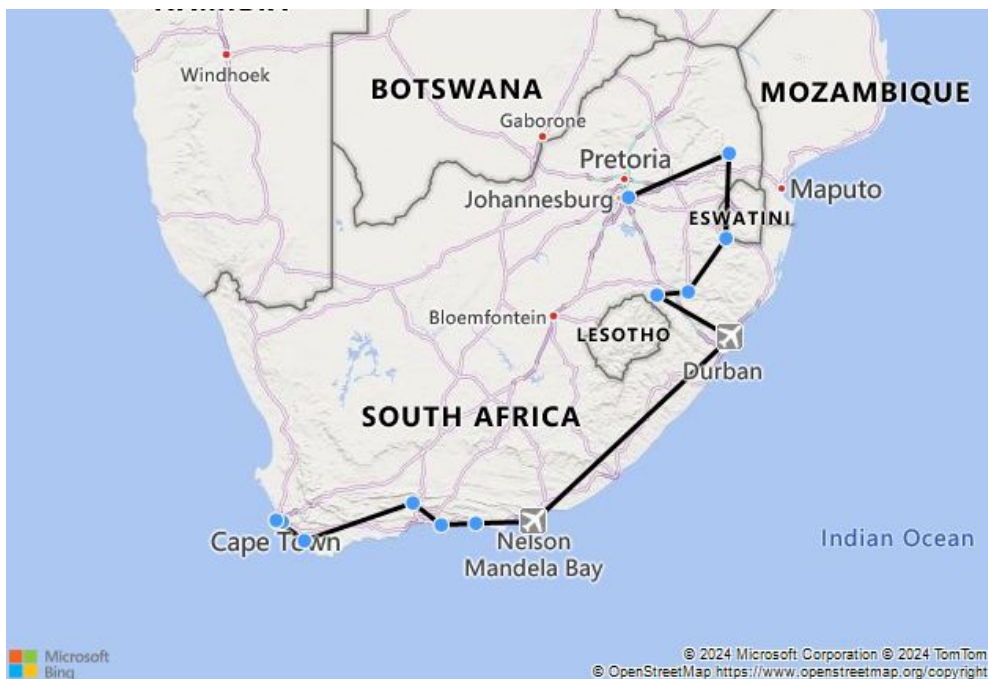 NAMIBIA
Windhoek
BOTSWANA
Gaborone
MOZAMBIQUE
Pretoria
Johannesburg
Maputo
ESWATINI
Bloemfontein
LESOTHO
Durban
SOUTH AFRICA
Cape Town
Nelson
Mandela Bay
Indian Ocean
Microsoft
Bing
© 2024 Microsoft Corporation © 2024 TomTom
© OpenStreetMap https://www.openstreetmap.org/copyright